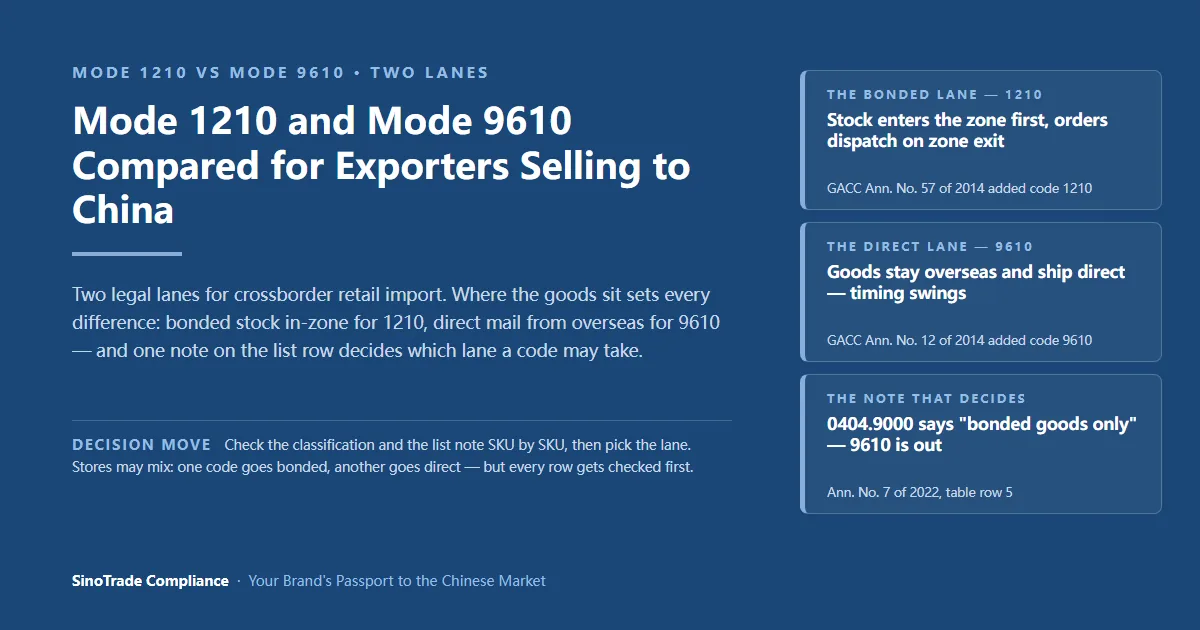 MODE 1210 VS MODE 9610 • TWO LANES
Mode 1210 and Mode 9610
Compared for Exporters Selling to
China
Two legal lanes for crossborder retail import. Where the goods sit sets every
difference: bonded stock in-zone for 1210, direct mail from overseas for 9610
— and one note on the list row decides which lane a code may take.
DECISION MOVE Check the classification and the list note SKU by SKU, then pick the lane.
Stores may mix: one code goes bonded, another goes direct — but every row gets checked first.
SinoTrade Compliance · Your Brand's Passport to the Chinese Market
THE BONDED LANE — 1210
Stock enters the zone first, orders
dispatch on zone exit
GACC Ann. No. 57 of 2014 added code 1210
THE DIRECT LANE — 9610
Goods stay overseas and ship direct
— timing swings
GACC Ann. No. 12 of 2014 added code 9610
THE NOTE THAT DECIDES
0404.9000 says "bonded goods only"
— 9610 is out
Ann. No. 7 of 2022, table row 5